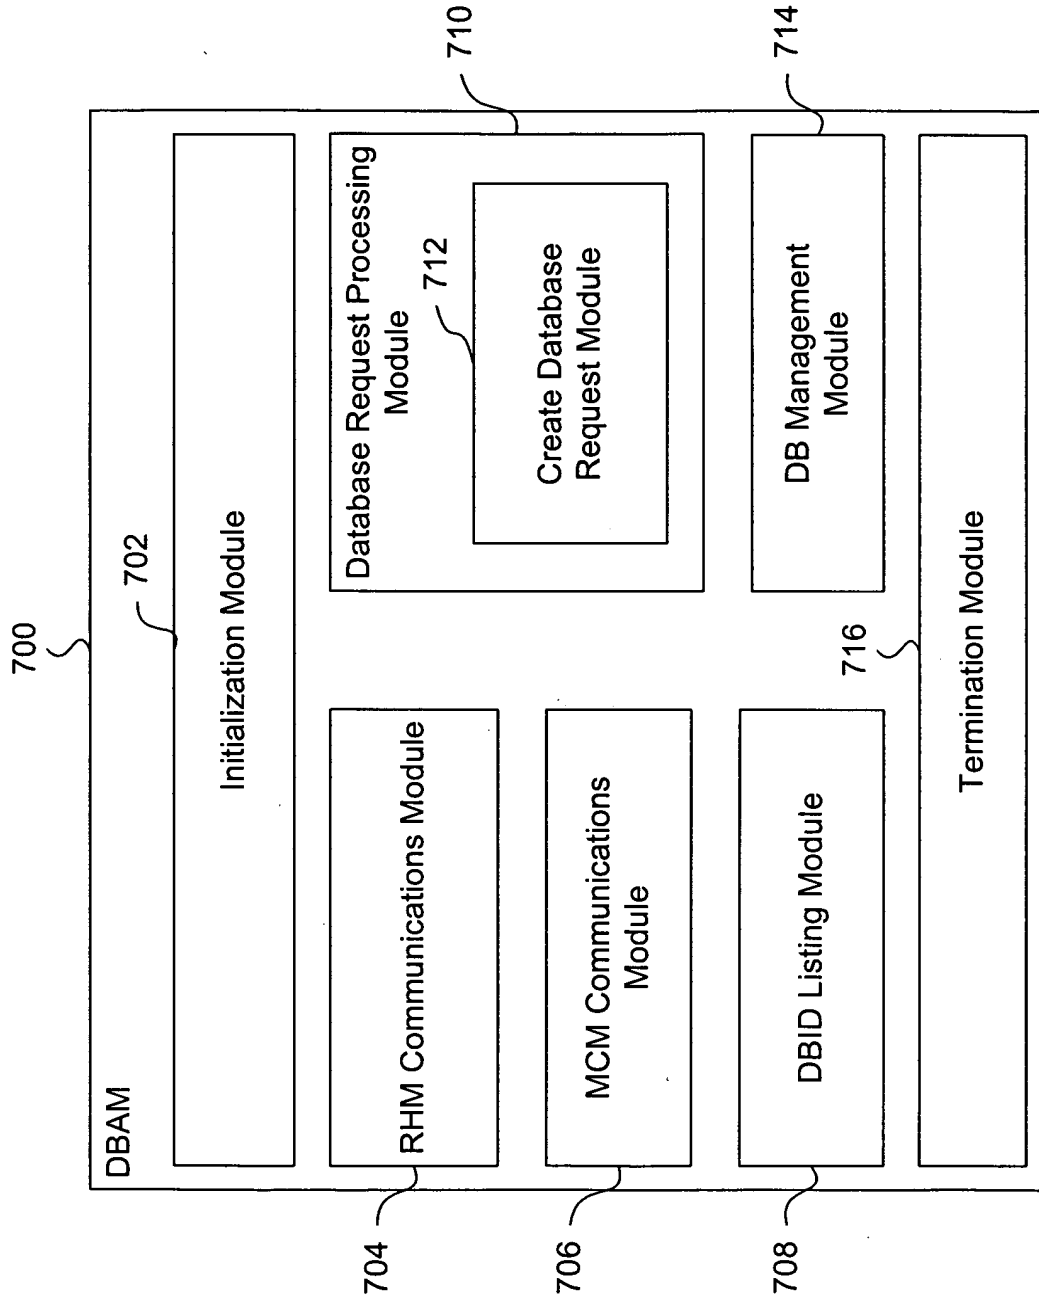 700
DBAM
702
Initialization Module
704
RHM Communications Module
706
MCM Communications
Module
708
DBID Listing Module
710
Database Request Processing
Module
712
Create Database
Request Module
714
DB Management
Module
716
Termination Module